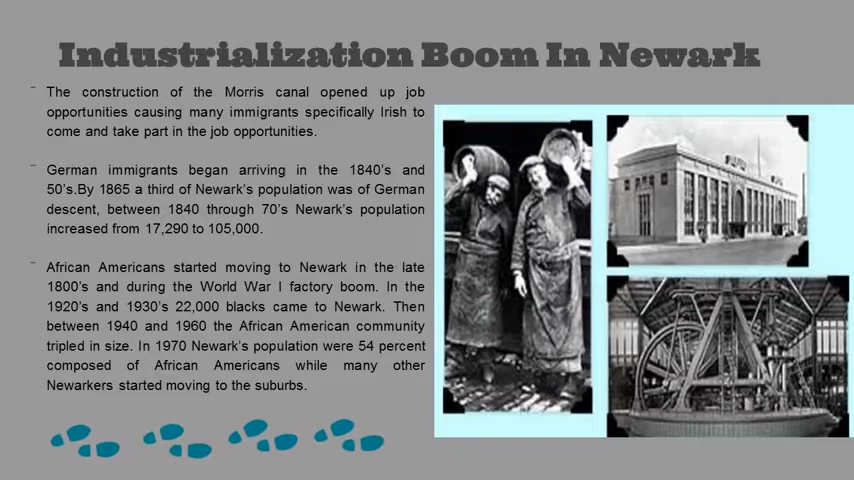 Industrialization Boom In Newark
The construction of the Morris canal opened up job
opportunities causing many immigrants specifically Irish to
come and take part in the job opportunities.
German immigrants began arriving in the 1840's and
50's.By 1865 a third of Newark's population was of German
descent, between 1840 through 70's Newark's population
increased from 17,290 to 105,000.
African Americans started moving to Newark in the late
1800's and during the World War I factory boom. In the
1920's and 1930's 22,000 blacks came to Newark. Then
between 1940 and 1960 the African American community
tripled in size. In 1970 Newark's population were 54 percent
composed of African Americans while many other
Newarkers started moving to the suburbs.